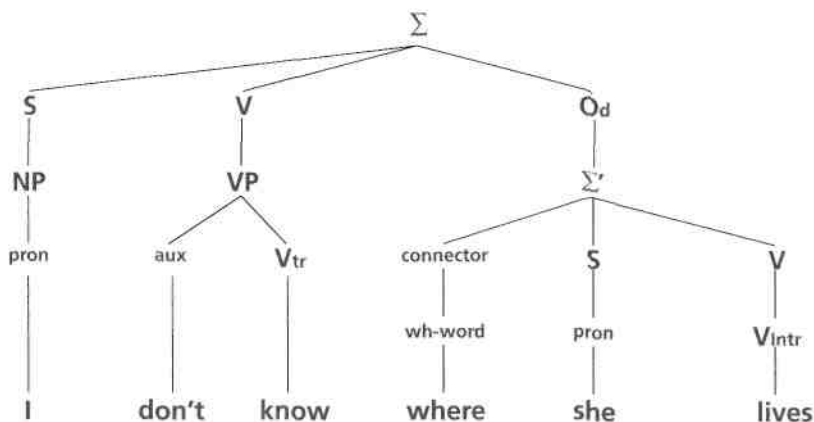 Σ
S V Od
NP VP Σ'
pron aux Vtr connector S V
wh-word pron VIntr
I don't know where she lives